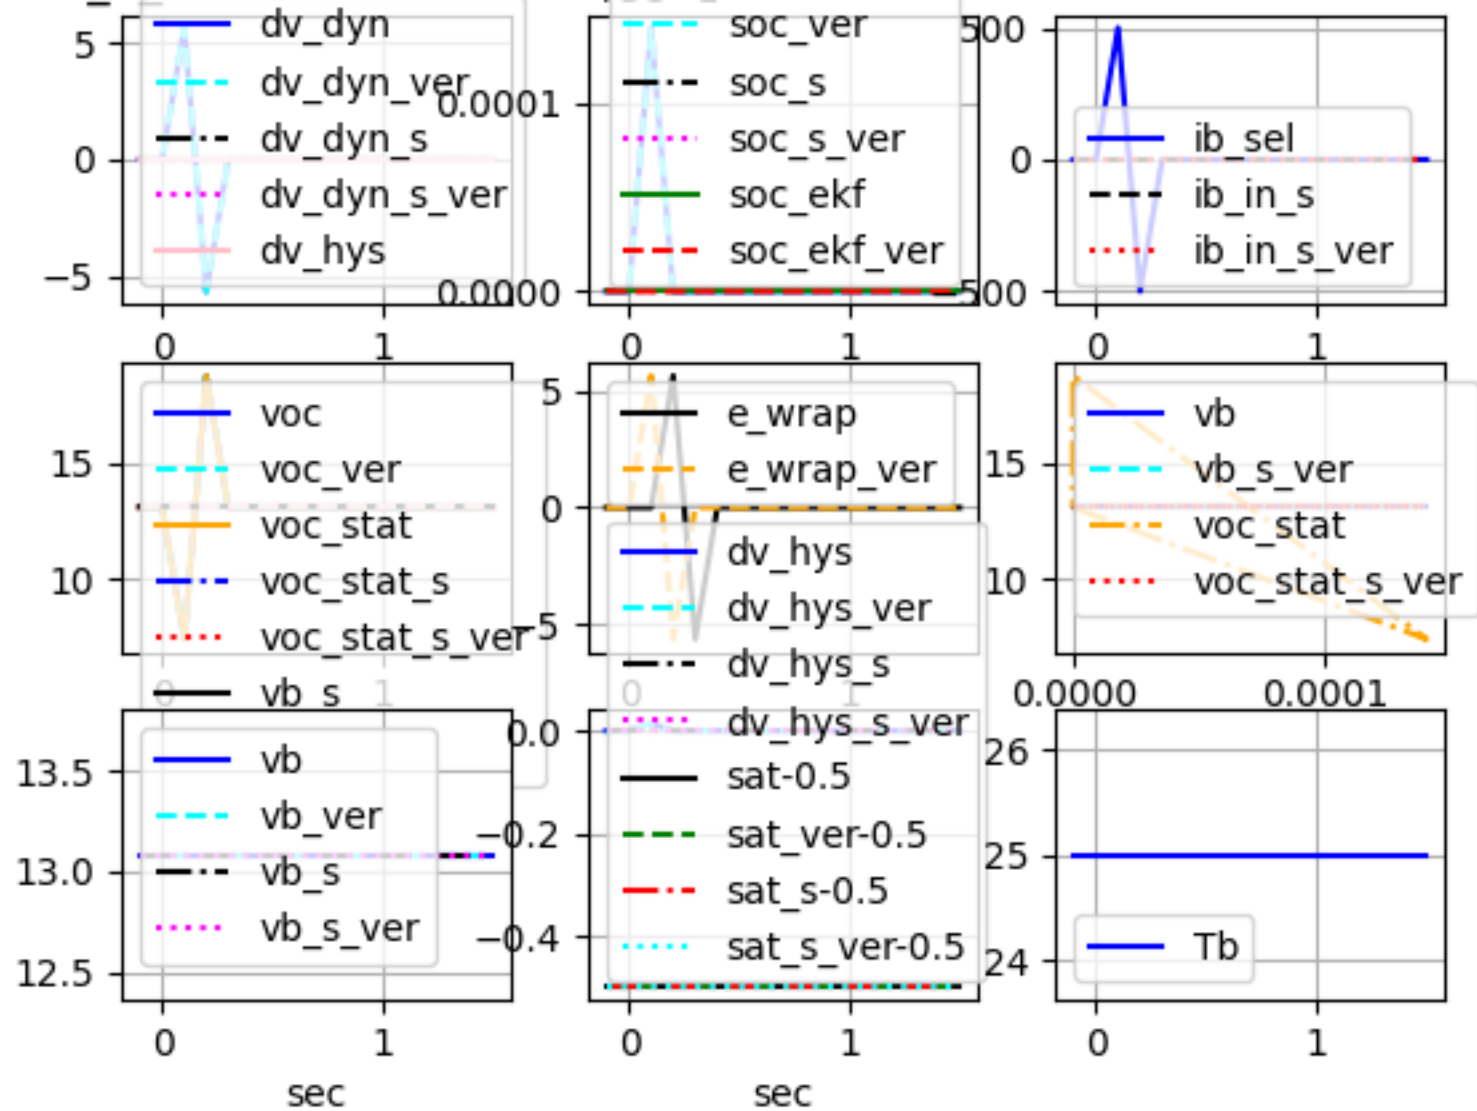 5
0
−5
dv_dyn
dv_dyn_ver
dv_dyn_s
dv_dyn_s_ver
dv_hys
0 1
0.0001
0.0000
soc_ver
soc_s
soc_s_ver
soc_ekf
soc_ekf_ver
0 1
500
0
500
ib_sel
ib_in_s
ib_in_s_ver
0 1
15
10
voc
voc_ver
voc_stat
voc_stat_s
voc_stat_s_ver
vb_s
0 1
5
0
−5
e_wrap
e_wrap_ver
0 1
15
10
vb
vb_s_ver
voc_stat
voc_stat_s_ver
0.0000 0.0001
13.5
13.0
12.5
vb
vb_ver
vb_s
vb_s_ver
0 1
sec
0.0
−0.2
−0.4
dv_hys
dv_hys_ver
dv_hys_s
dv_hys_s_ver
sat-0.5
sat_ver-0.5
sat_s-0.5
sat_s_ver-0.5
0 1
sec
26
25
24
Tb
0 1